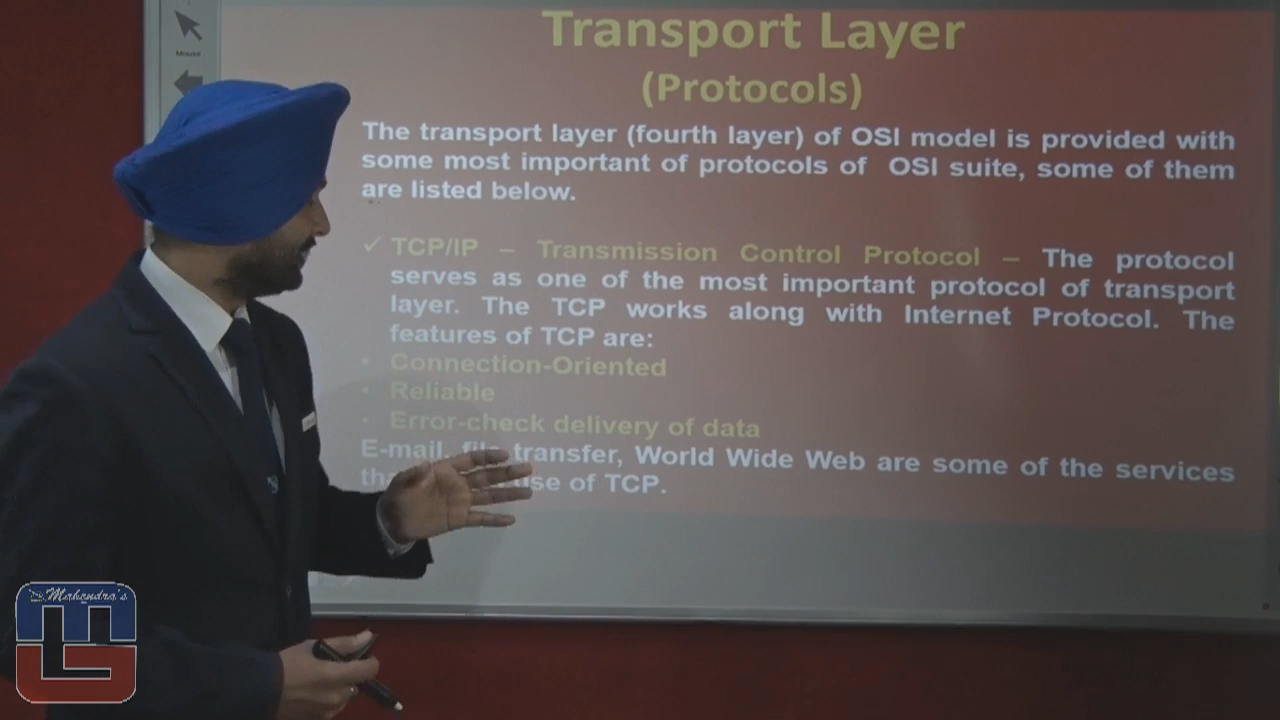 Mouse
Transport Layer
(Protocols)
The transport layer (fourth layer) of OSI model is provided with
some most important of protocols of OSI suite, some of them
are listed below.
✓ TCP/IP – Transmission Control Protocol – The protocol
serves as one of the most important protocol of transport
layer. The TCP works along with Internet Protocol. The
features of TCP are:
• Connection-Oriented
• Reliable
• Error-check delivery of data
E-mail, file transfer, World Wide Web are some of the services
use of TCP.
Mahendra's